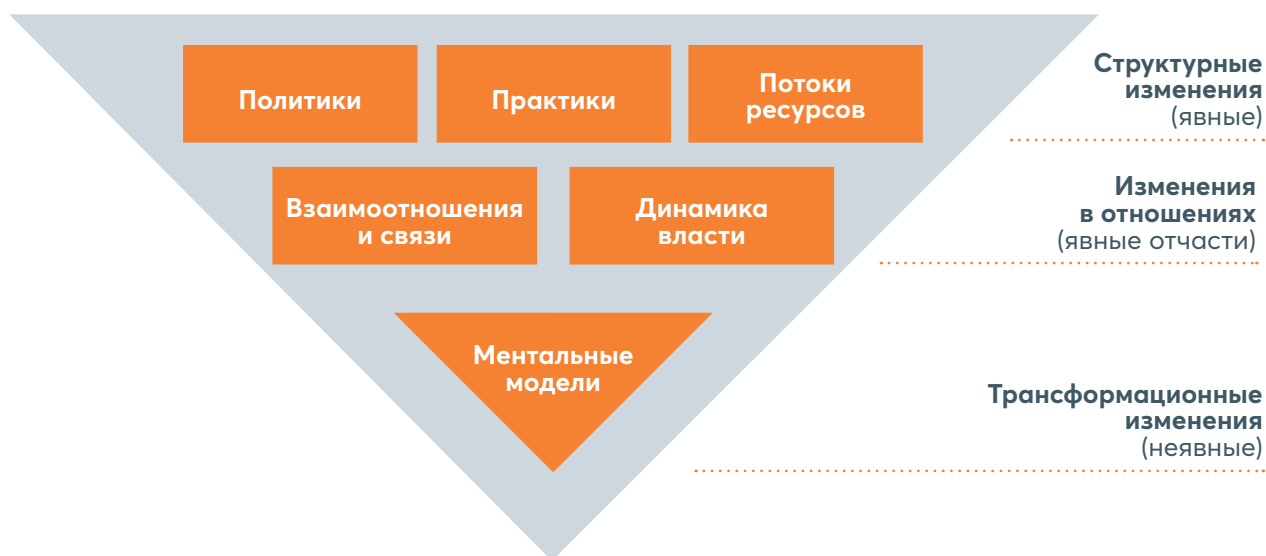 Политики
Практики
Потоки
ресурсов
Структурные
изменения
(явные)
Взаимоотношения
и связи
Динамика
власти
Изменения
в отношениях
(явные отчасти)
Ментальные
модели
Трансформационные
изменения
(неявные)